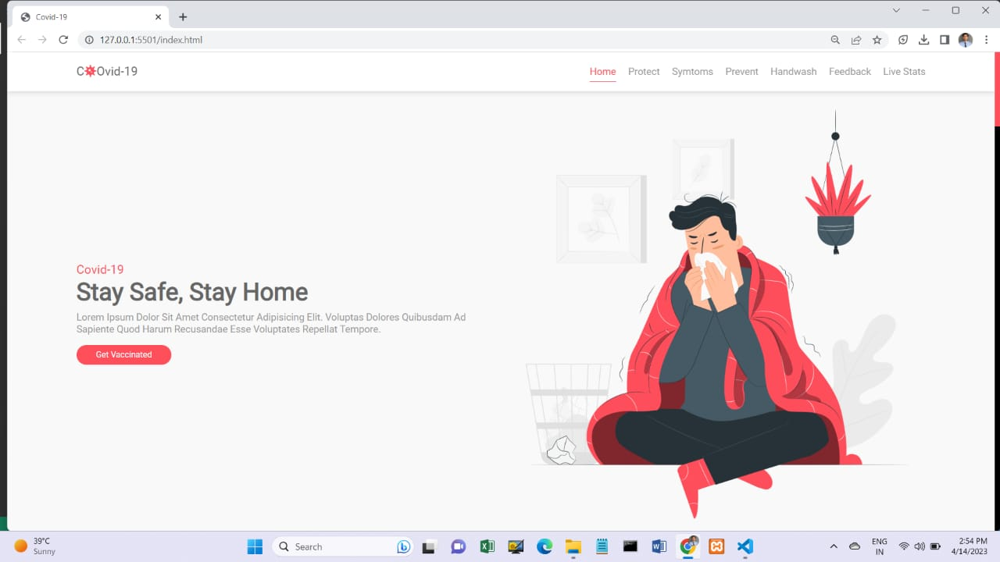 Covid-19
127.0.0.1:5501/index.html
COvid-19
Home Protect Symtoms Prevent Handwash Feedback Live Stats
Covid-19
Stay Safe, Stay Home
Lorem Ipsum Dolor Sit Amet Consectetur Adipisicing Elit. Voluptas Dolores Quibusdam Ad
Sapiente Quod Harum Recusandae Esse Voluptates Repellat Tempore.
Get Vaccinated
39°C
Sunny
Search
ENG
IN
2:54 PM
4/14/2023